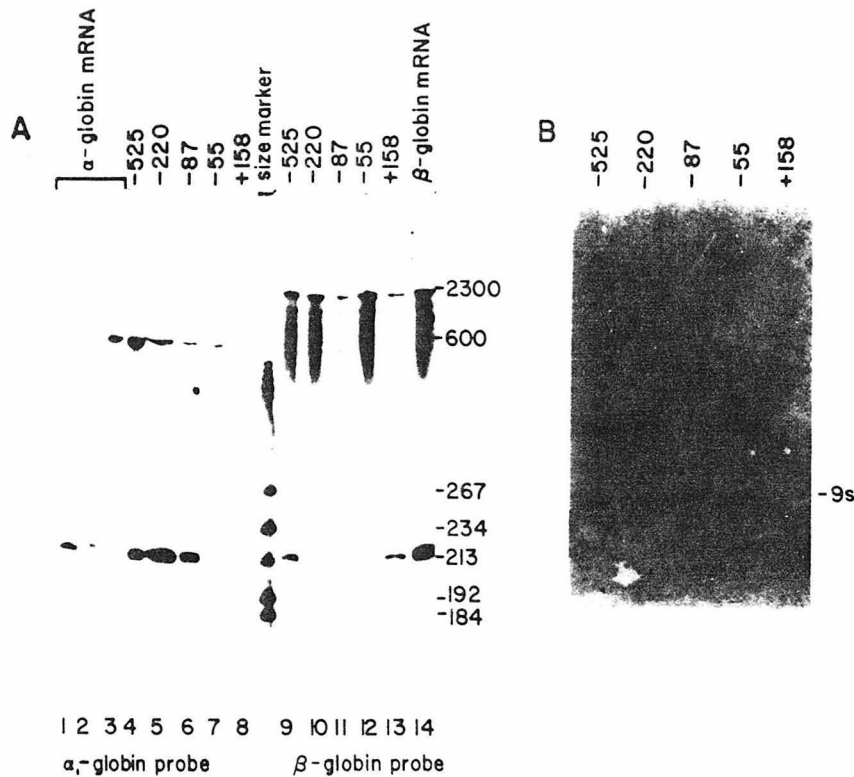 A
α-globin mRNA
-525
-220
-87
-55
+158
size marker
-525
-220
-87
-55
+158
β-globin mRNA
-2300
-600
-267
-234
-213
-192
-184
1 2 3 4 5 6 7 8 9 10 11 12 13 14
α₁-globin probe β-globin probe
B
-525
-220
-87
-55
+158
-9s